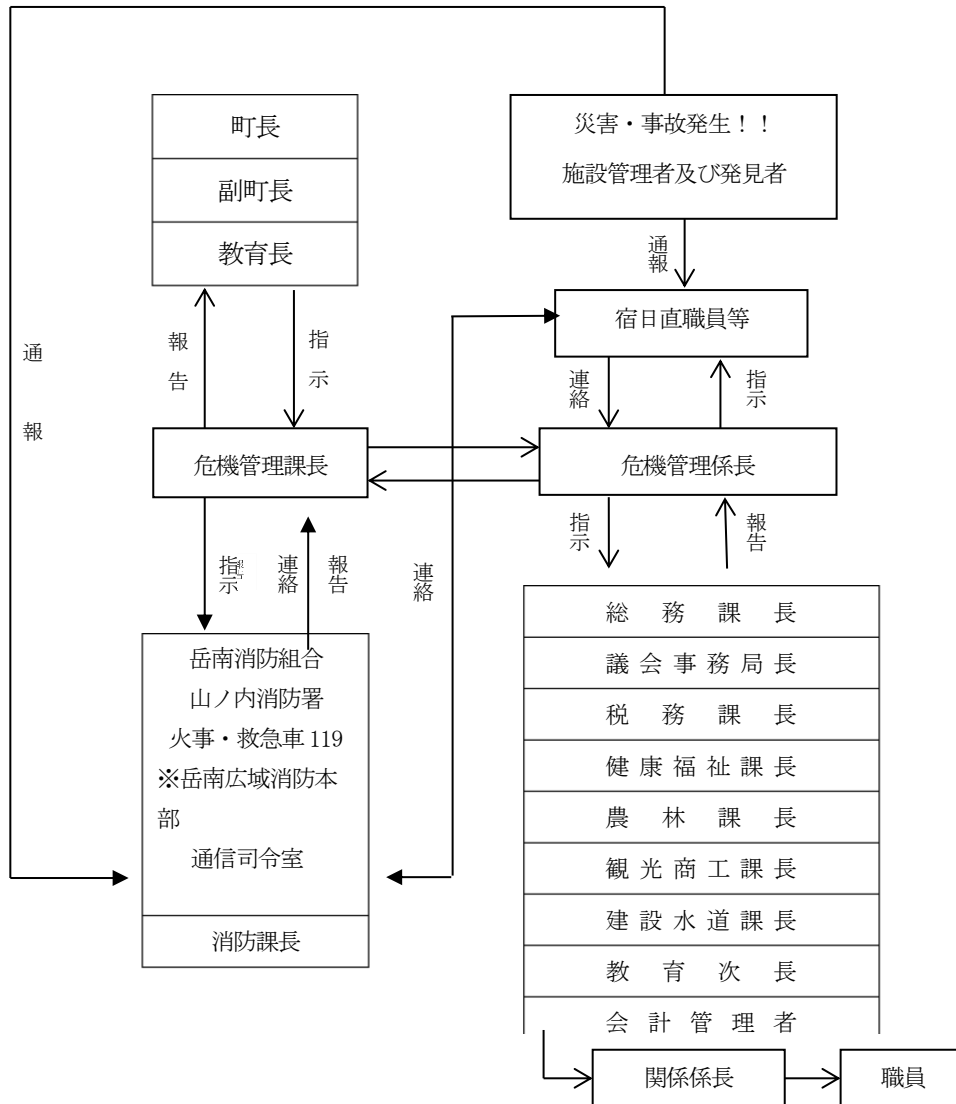 災害・事故発生！！
施設管理者及び発見者
町長
副町長
教育長
通報
通報
宿日直職員等
報告
指示
連絡
指示
危機管理課長
危機管理係長
指示
連絡
報告
連絡
指示
報告
岳南消防組合
山ノ内消防署
火事・救急車 119
※岳南広域消防本
部
通信司令室
消防課長
総務課長
議会事務局長
税務課長
健康福祉課長
農林課長
観光商工課長
建設水道課長
教育次長
会計管理者
関係係長
職員